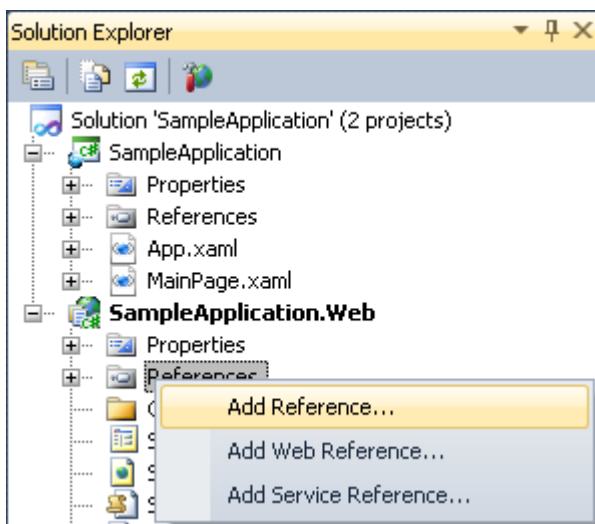 Solution Explorer
Solution 'SampleApplication' (2 projects)
SampleApplication
Properties
References
App.xaml
MainPage.xaml
SampleApplication.Web
Properties
References
Add Reference...
Add Web Reference...
Add Service Reference...